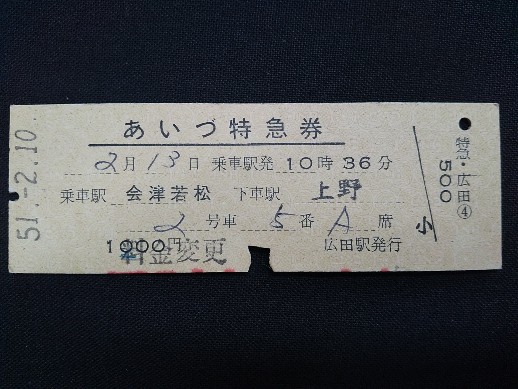 51.-2.10.
あいづ特急券
2月13日 乗車駅発10時36分
乗車駅 会津若松 下車駅 上野
2号車 5番 A席
1900円
料金変更
広田駅発行
小
特急・広田④
500